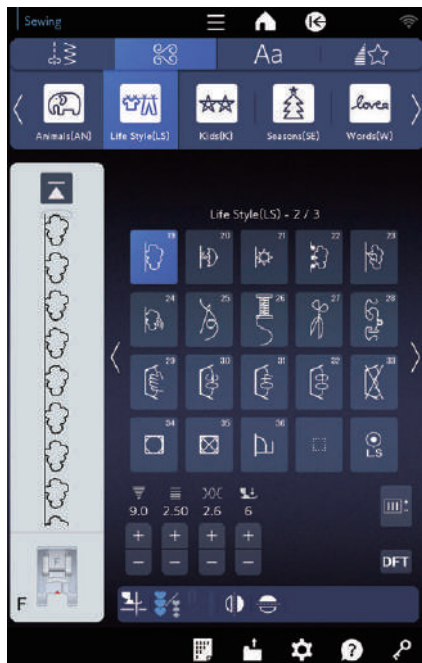 Sewing
Aa
Animals(AN) Life Style(LS) Kids(K) Seasons(SE) Words(W)
love
Life Style(LS) - 2 / 3
19 20 21 22 23
24 25 26 27 28
29 30 31 32 33
34 35 36
LS
9.0 2.50 2.6 6
+ + + +
- - - -
DFT
F
?